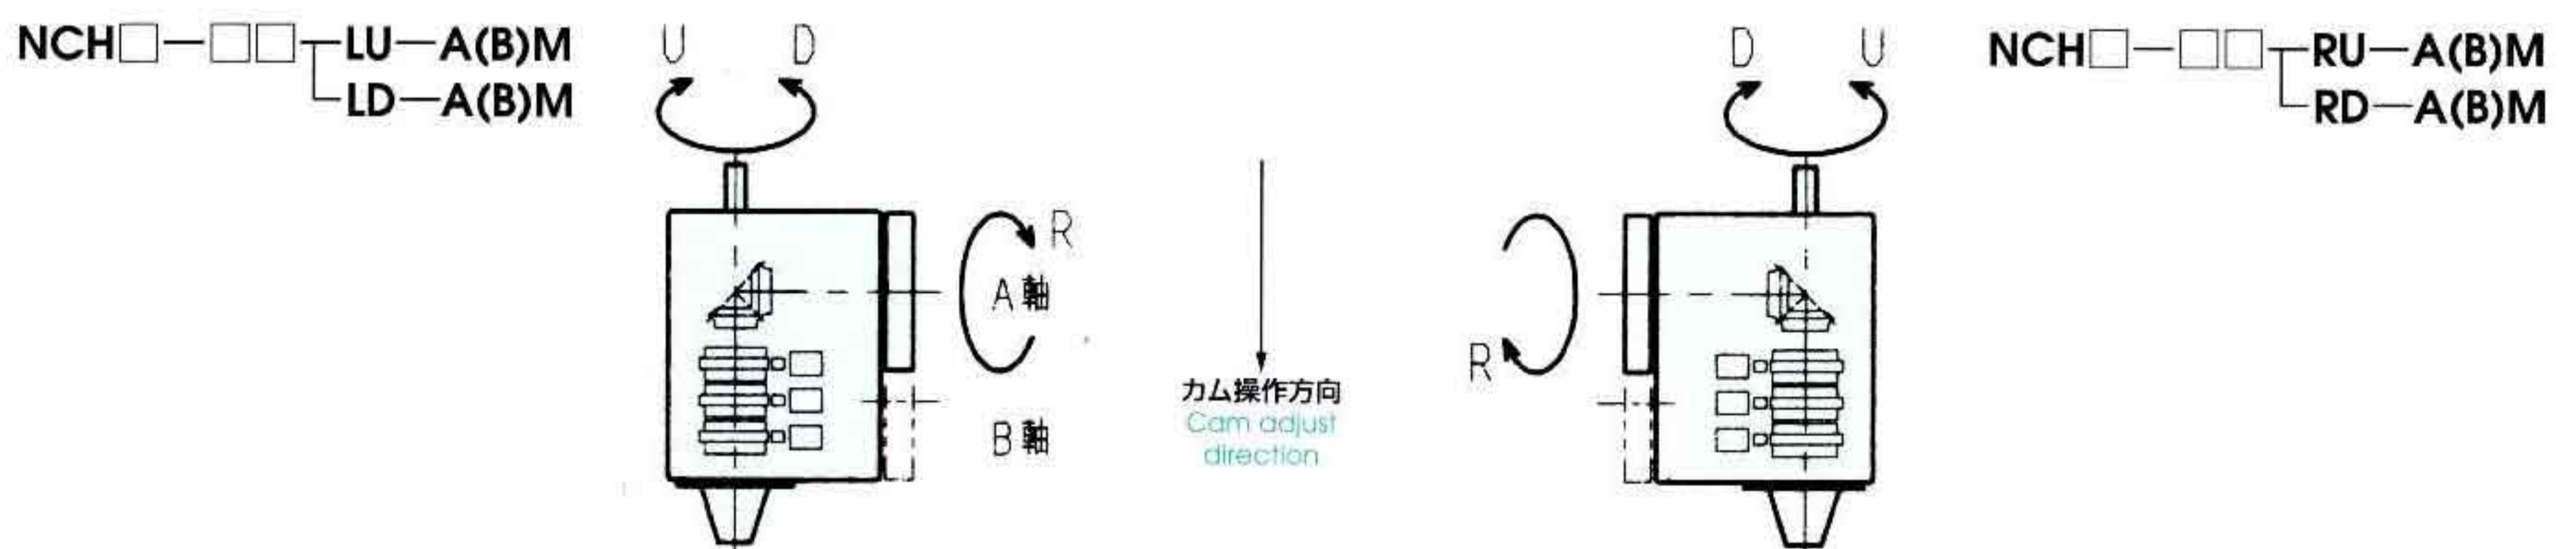 NCH□—□□—LU—A(B)M
LD—A(B)M
U D
R
A軸
B軸
カム操作方向
Cam adjust
direction
D U
R
NCH□—□□—RU—A(B)M
RD—A(B)M